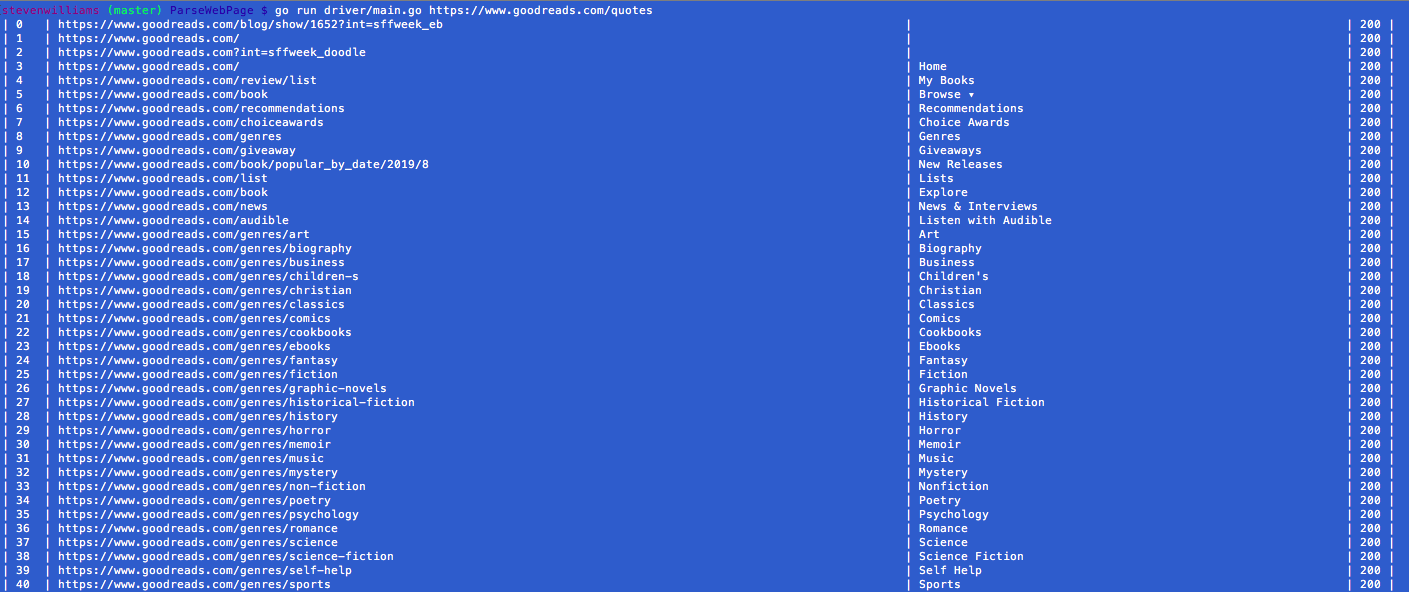 stevenwilliams (master) ParseWebPage $ go run driver/main.go https://www.goodreads.com/quotes
| 0 | https://www.goodreads.com/blog/show/1652?int=sffweek_eb | | 200 |
| 1 | https://www.goodreads.com/ | | 200 |
| 2 | https://www.goodreads.com?int=sffweek_doodle | | 200 |
| 3 | https://www.goodreads.com/ | Home | 200 |
| 4 | https://www.goodreads.com/review/list | My Books | 200 |
| 5 | https://www.goodreads.com/book | Browse ▾ | 200 |
| 6 | https://www.goodreads.com/recommendations | Recommendations | 200 |
| 7 | https://www.goodreads.com/choiceawards | Choice Awards | 200 |
| 8 | https://www.goodreads.com/genres | Genres | 200 |
| 9 | https://www.goodreads.com/giveaway | Giveaways | 200 |
| 10 | https://www.goodreads.com/book/popular_by_date/2019/8 | New Releases | 200 |
| 11 | https://www.goodreads.com/list | Lists | 200 |
| 12 | https://www.goodreads.com/book | Explore | 200 |
| 13 | https://www.goodreads.com/news | News & Interviews | 200 |
| 14 | https://www.goodreads.com/audible | Listen with Audible | 200 |
| 15 | https://www.goodreads.com/genres/art | Art | 200 |
| 16 | https://www.goodreads.com/genres/biography | Biography | 200 |
| 17 | https://www.goodreads.com/genres/business | Business | 200 |
| 18 | https://www.goodreads.com/genres/children-s | Children's | 200 |
| 19 | https://www.goodreads.com/genres/christian | Christian | 200 |
| 20 | https://www.goodreads.com/genres/classics | Classics | 200 |
| 21 | https://www.goodreads.com/genres/comics | Comics | 200 |
| 22 | https://www.goodreads.com/genres/cookbooks | Cookbooks | 200 |
| 23 | https://www.goodreads.com/genres/ebooks | Ebooks | 200 |
| 24 | https://www.goodreads.com/genres/fantasy | Fantasy | 200 |
| 25 | https://www.goodreads.com/genres/fiction | Fiction | 200 |
| 26 | https://www.goodreads.com/genres/graphic-novels | Graphic Novels | 200 |
| 27 | https://www.goodreads.com/genres/historical-fiction | Historical Fiction | 200 |
| 28 | https://www.goodreads.com/genres/history | History | 200 |
| 29 | https://www.goodreads.com/genres/horror | Horror | 200 |
| 30 | https://www.goodreads.com/genres/memoir | Memoir | 200 |
| 31 | https://www.goodreads.com/genres/music | Music | 200 |
| 32 | https://www.goodreads.com/genres/mystery | Mystery | 200 |
| 33 | https://www.goodreads.com/genres/non-fiction | Nonfiction | 200 |
| 34 | https://www.goodreads.com/genres/poetry | Poetry | 200 |
| 35 | https://www.goodreads.com/genres/psychology | Psychology | 200 |
| 36 | https://www.goodreads.com/genres/romance | Romance | 200 |
| 37 | https://www.goodreads.com/genres/science | Science | 200 |
| 38 | https://www.goodreads.com/genres/science-fiction | Science Fiction | 200 |
| 39 | https://www.goodreads.com/genres/self-help | Self Help | 200 |
| 40 | https://www.goodreads.com/genres/sports | Sports | 200 |